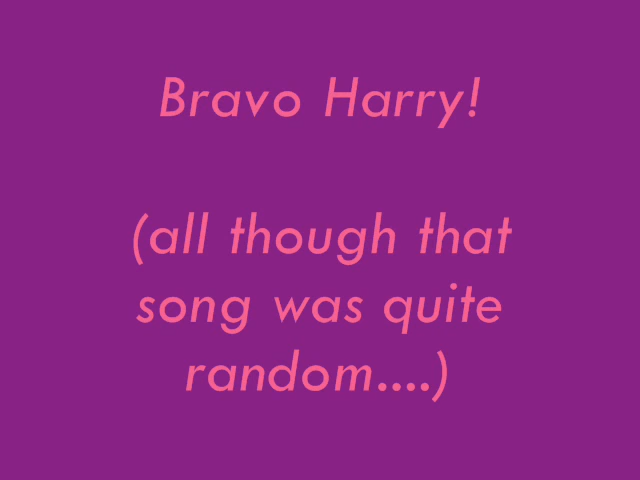 Bravo Harry!
(all though that
song was quite
random....)